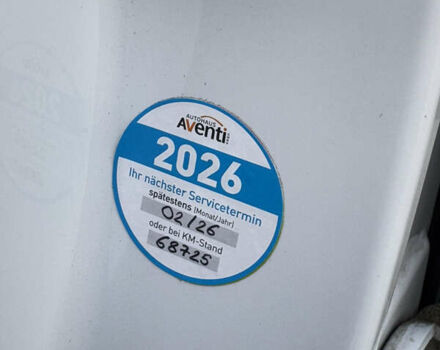 AUTOHAUS
Aventi
2026
Ihr nächster Servicetermin
spätestens (Monat/Jahr)
02/26
oder bei KM-Stand
68725